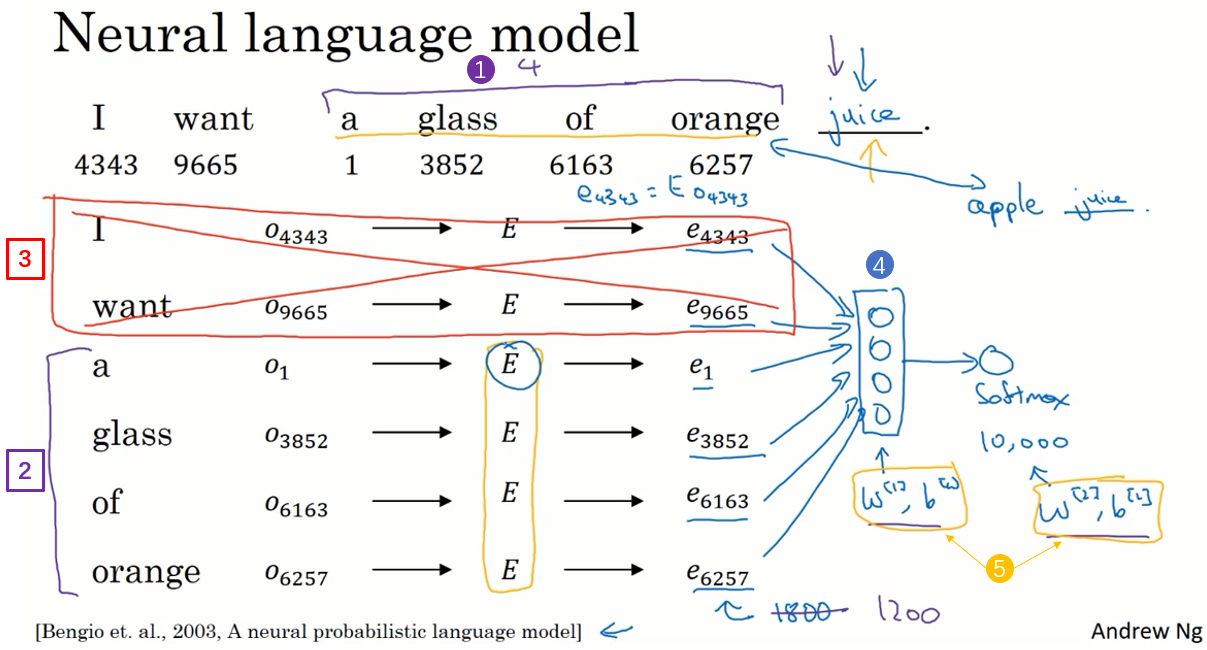 Neural language model
1 4
I want a glass of orange juice.
4343 9665 1 3852 6163 6257
e4343 = E o4343
apple juice.
3
I o4343 → E → e4343
want o9665 → E → e9665
4
2
a o1 → E → e1
glass o3852 → E → e3852
of o6163 → E → e6163
orange o6257 → E → e6257
Softmax
10,000
W[1], b[1]
W[2], b[2]
5
1800 1200
[Bengio et. al., 2003, A neural probabilistic language model]
Andrew Ng